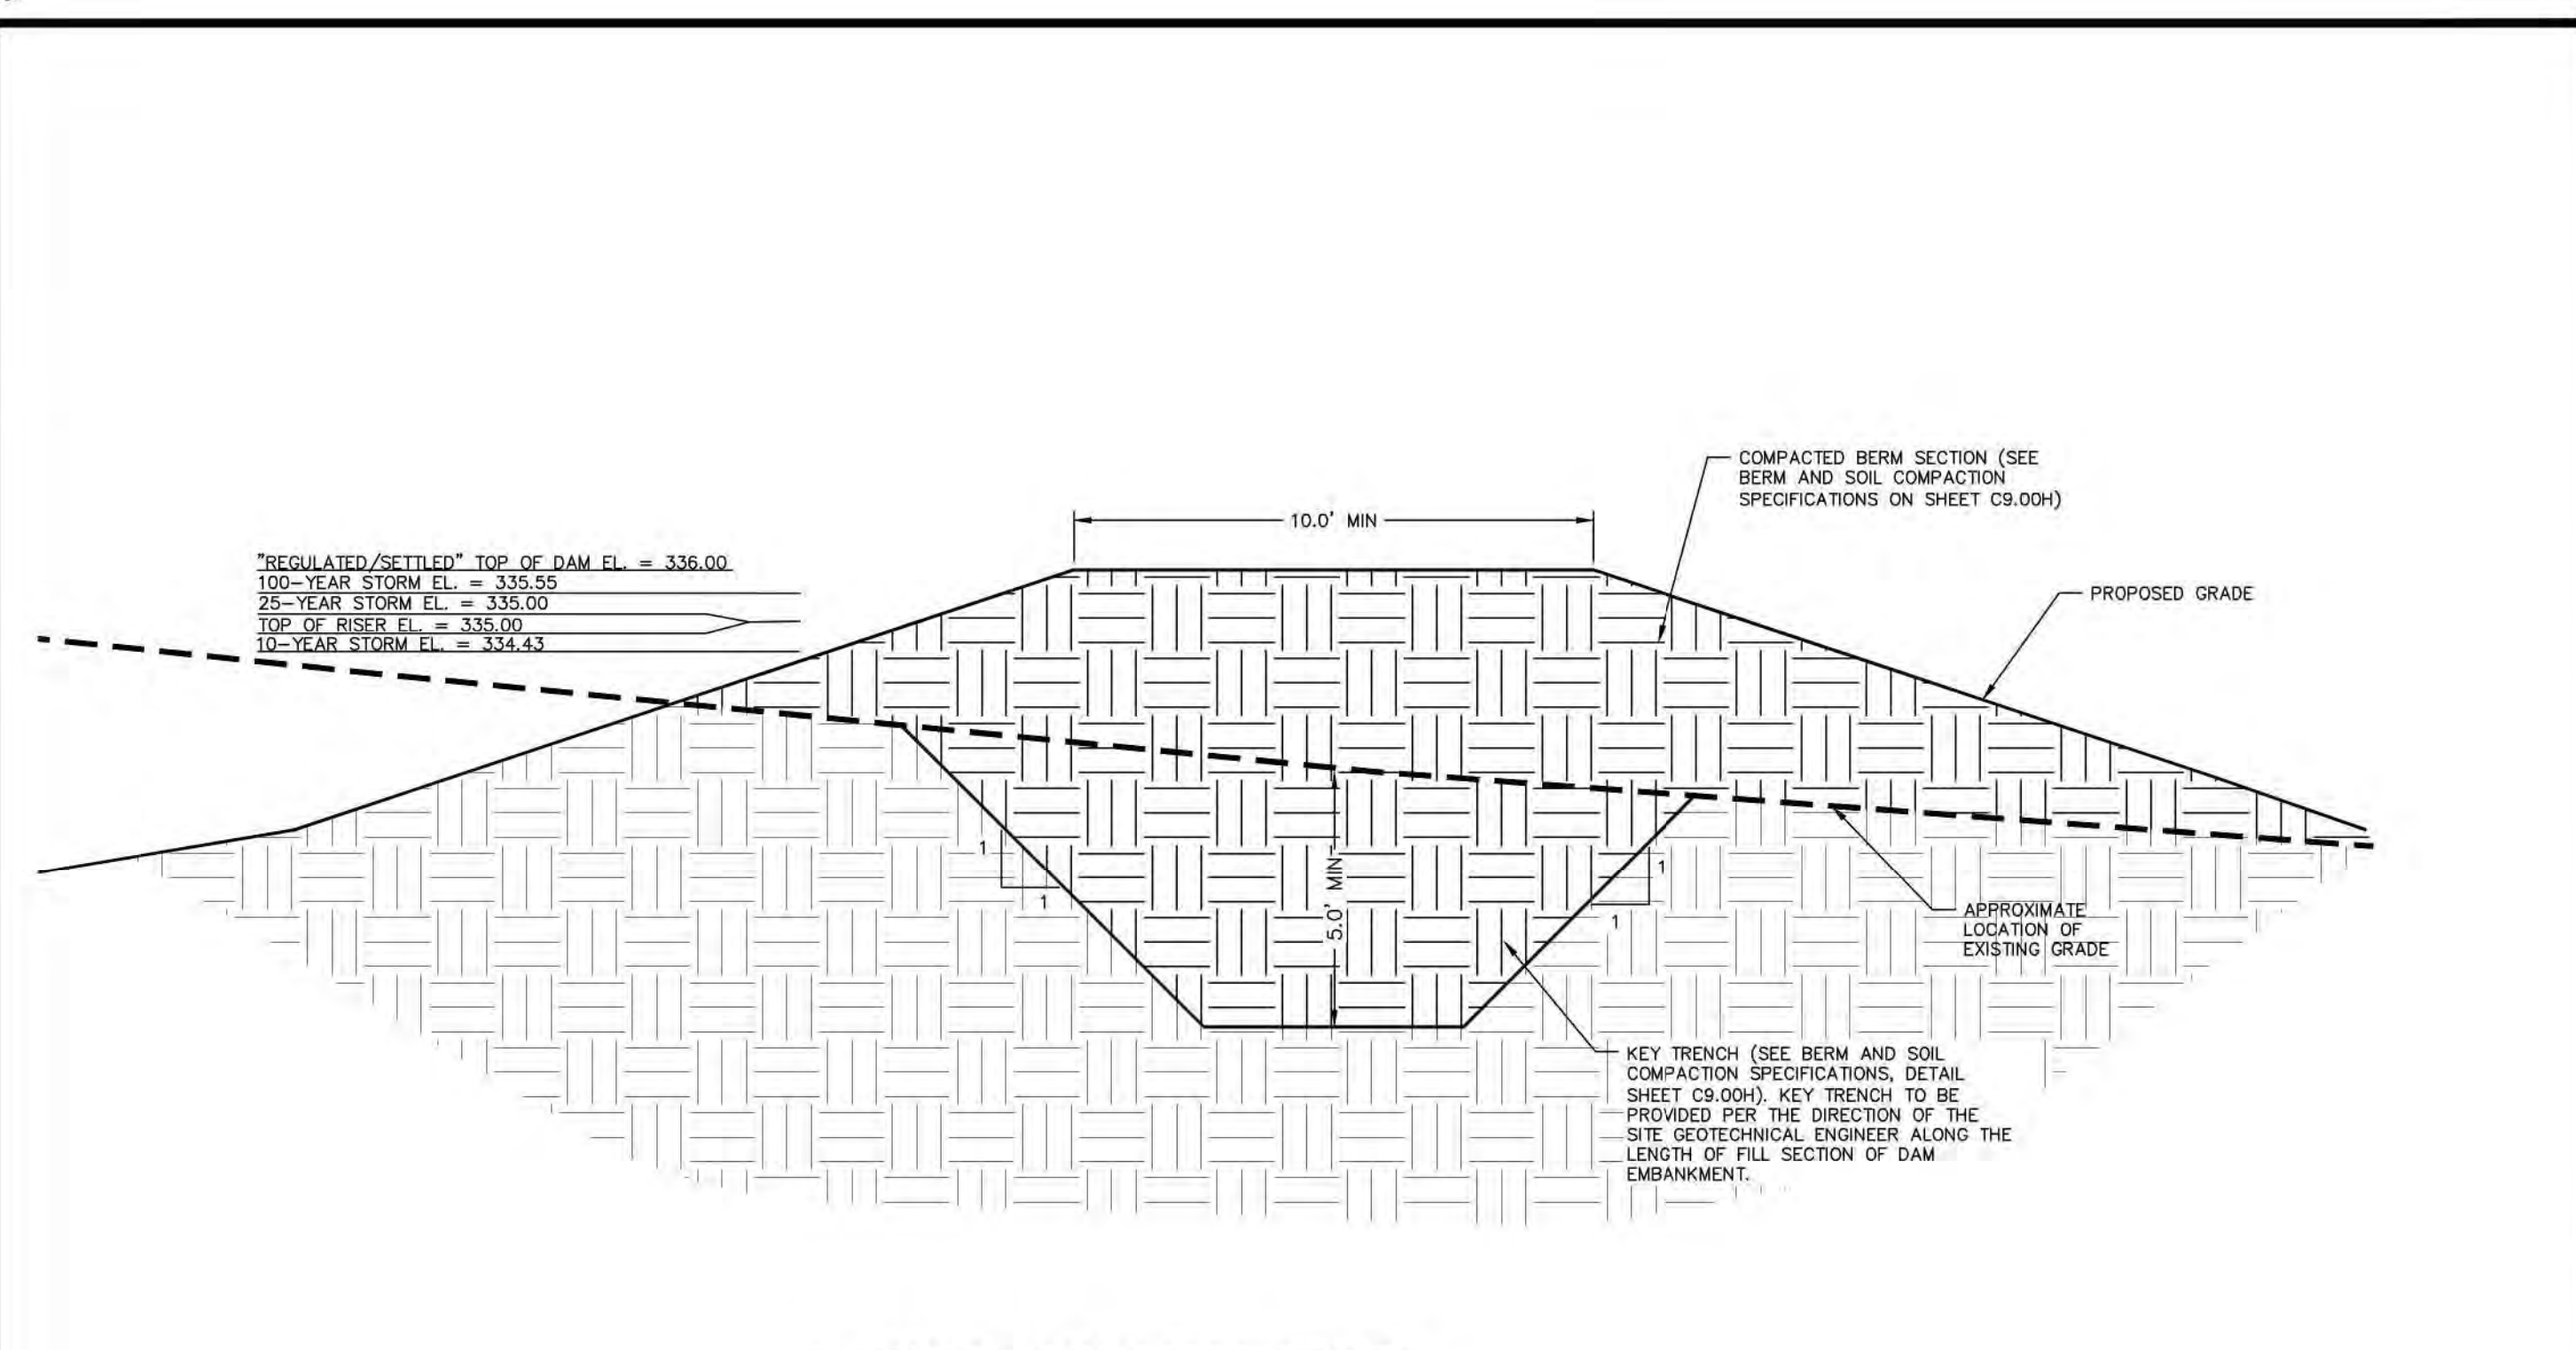 COMPACTED BERM SECTION (SEE
BERM AND SOIL COMPACTION
SPECIFICATIONS ON SHEET C9.00H)
10.0' MIN
"REGULATED/SETTLED" TOP OF DAM EL. = 336.00
100-YEAR STORM EL. = 335.55
25-YEAR STORM EL. = 335.00
TOP OF RISER EL. = 335.00
10-YEAR STORM EL. = 334.43
PROPOSED GRADE
1
1
5.0' MIN
1
1
APPROXIMATE
LOCATION OF
EXISTING GRADE
KEY TRENCH (SEE BERM AND SOIL
COMPACTION SPECIFICATIONS, DETAIL
SHEET C9.00H). KEY TRENCH TO BE
PROVIDED PER THE DIRECTION OF THE
SITE GEOTECHNICAL ENGINEER ALONG THE
LENGTH OF FILL SECTION OF DAM
EMBANKMENT.